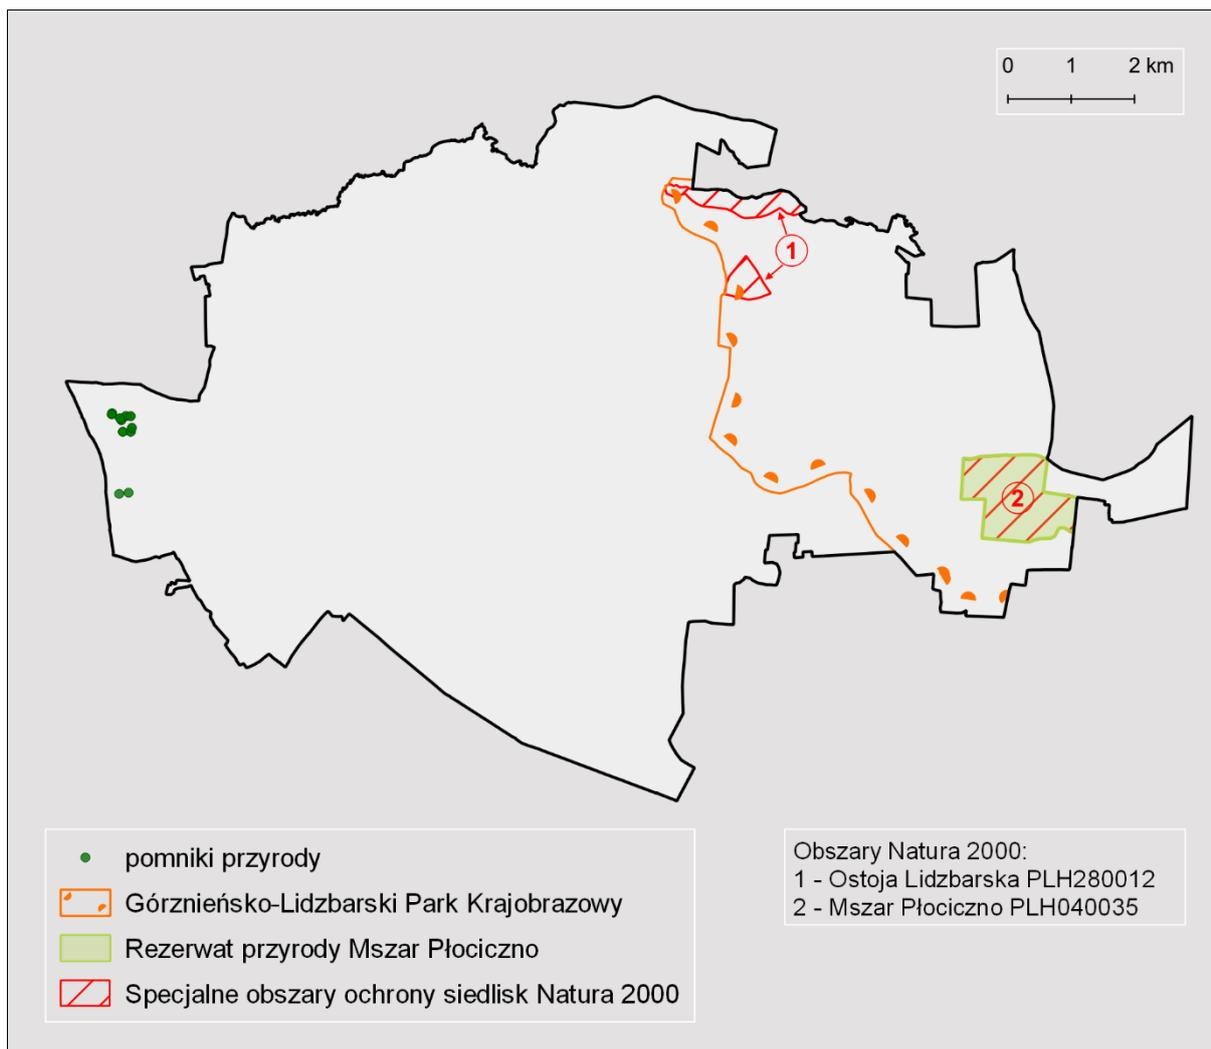 0 1 2 km
1
2
pomniki przyrody
Górznieńsko-Lidzbarski Park Krajobrazowy
Rezerwat przyrody Mszar Płociczno
Specjalne obszary ochrony siedlisk Natura 2000
Obszary Natura 2000:
1 - Ostoja Lidzbarska PLH280012
2 - Mszar Płociczno PLH040035